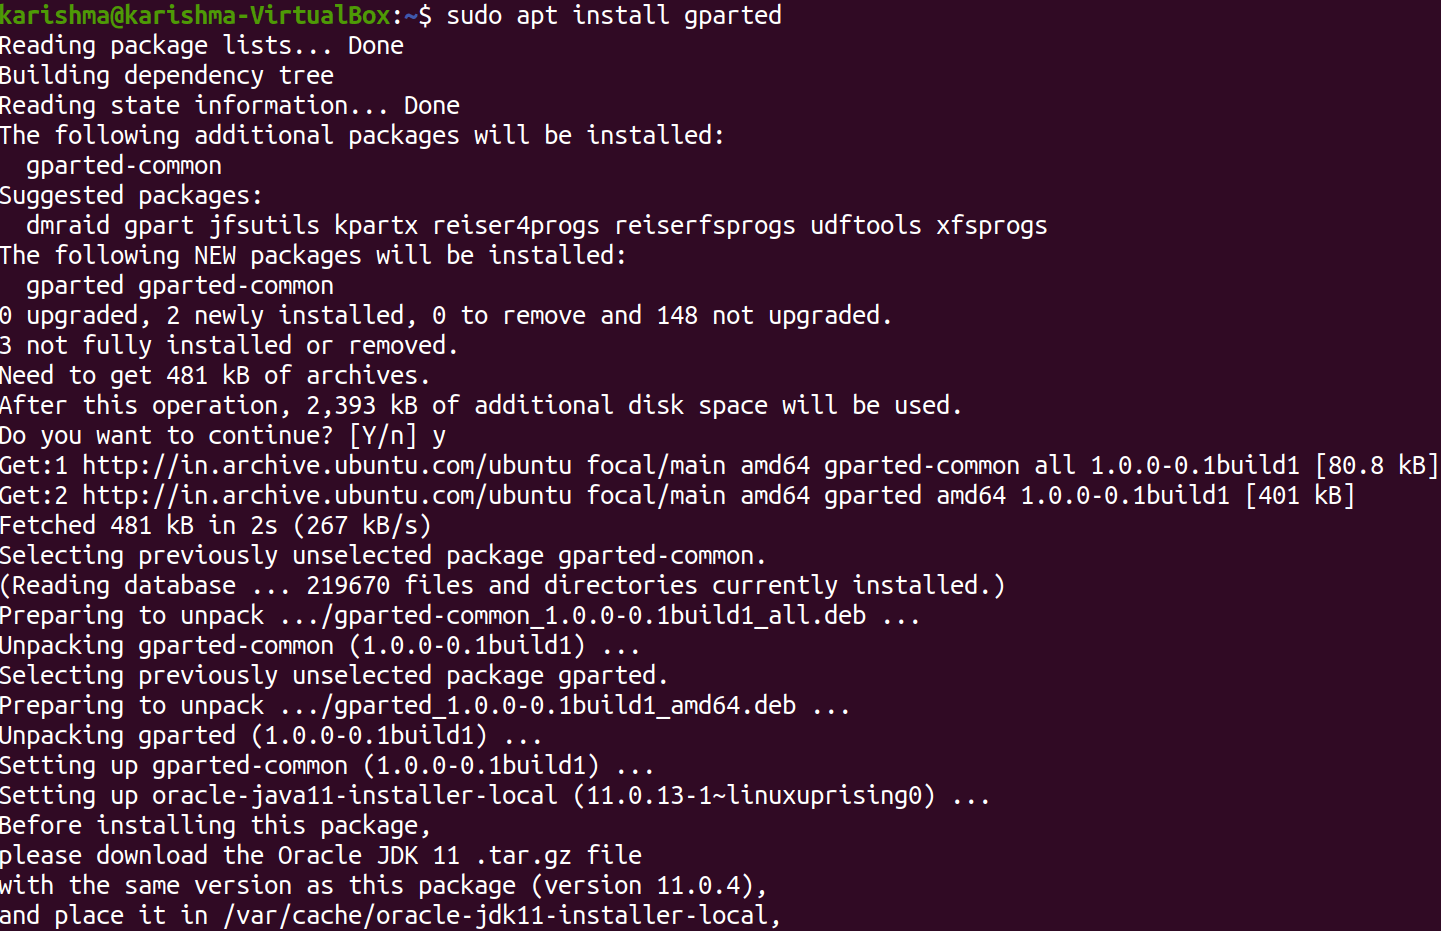 karishma@karishma-VirtualBox:~$ sudo apt install gparted
Reading package lists... Done
Building dependency tree
Reading state information... Done
The following additional packages will be installed:
  gparted-common
Suggested packages:
  dmraid gpart jfsutils kpartx reiser4progs reiserfsprogs udftools xfsprogs
The following NEW packages will be installed:
  gparted gparted-common
0 upgraded, 2 newly installed, 0 to remove and 148 not upgraded.
3 not fully installed or removed.
Need to get 481 kB of archives.
After this operation, 2,393 kB of additional disk space will be used.
Do you want to continue? [Y/n] y
Get:1 http://in.archive.ubuntu.com/ubuntu focal/main amd64 gparted-common all 1.0.0-0.1build1 [80.8 kB]
Get:2 http://in.archive.ubuntu.com/ubuntu focal/main amd64 gparted amd64 1.0.0-0.1build1 [401 kB]
Fetched 481 kB in 2s (267 kB/s)
Selecting previously unselected package gparted-common.
(Reading database ... 219670 files and directories currently installed.)
Preparing to unpack .../gparted-common_1.0.0-0.1build1_all.deb ...
Unpacking gparted-common (1.0.0-0.1build1) ...
Selecting previously unselected package gparted.
Preparing to unpack .../gparted_1.0.0-0.1build1_amd64.deb ...
Unpacking gparted (1.0.0-0.1build1) ...
Setting up gparted-common (1.0.0-0.1build1) ...
Setting up oracle-java11-installer-local (11.0.13-1~linuxuprising0) ...
Before installing this package,
please download the Oracle JDK 11 .tar.gz file
with the same version as this package (version 11.0.4),
and place it in /var/cache/oracle-jdk11-installer-local,